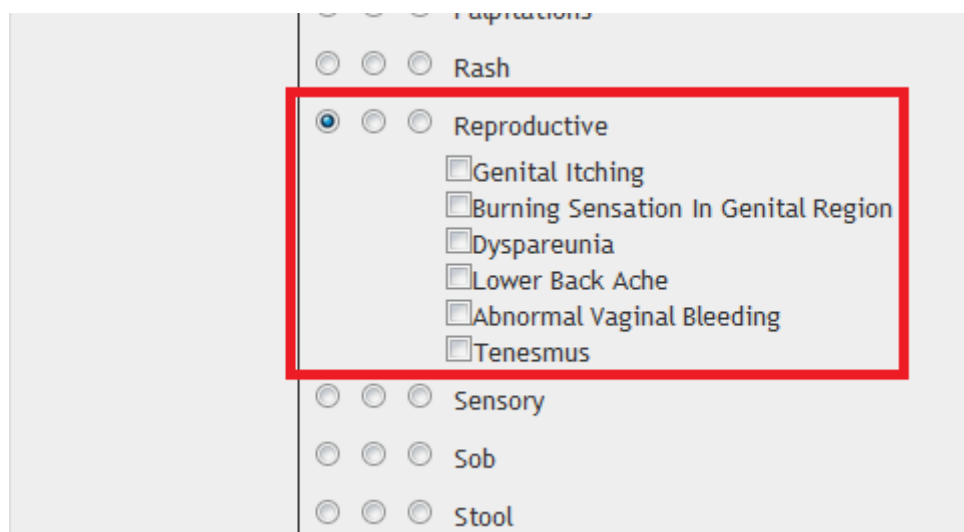 Palpitations
Rash
Reproductive
Genital Itching
Burning Sensation In Genital Region
Dyspareunia
Lower Back Ache
Abnormal Vaginal Bleeding
Tenesmus
Sensory
Sob
Stool